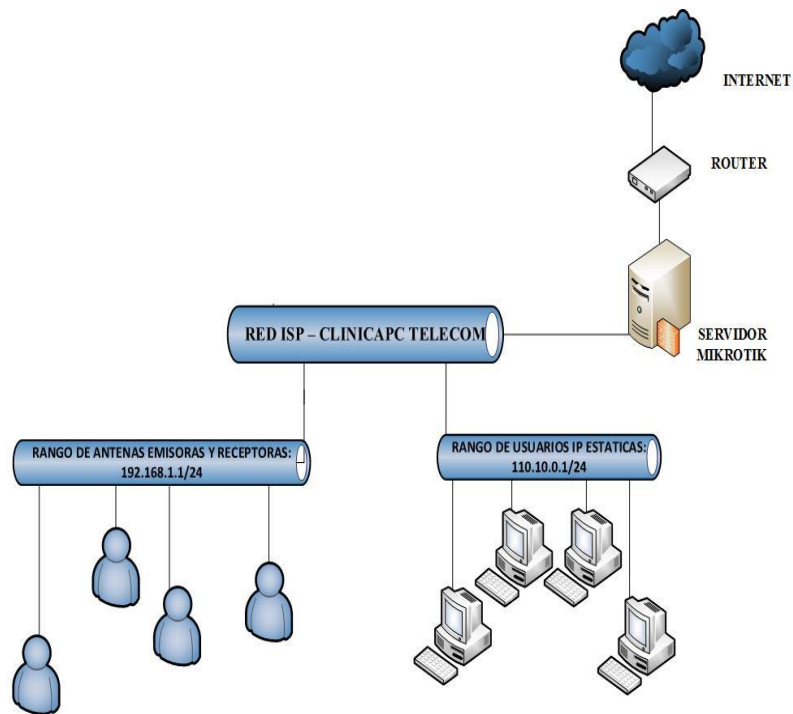 INTERNET
ROUTER
SERVIDOR
MIKROTIK
RED ISP – CLINICAPC TELECOM
RANGO DE ANTENAS EMISORAS Y RECEPTORAS:
192.168.1.1/24
RANGO DE USUARIOS IP ESTATICAS:
110.10.0.1/24